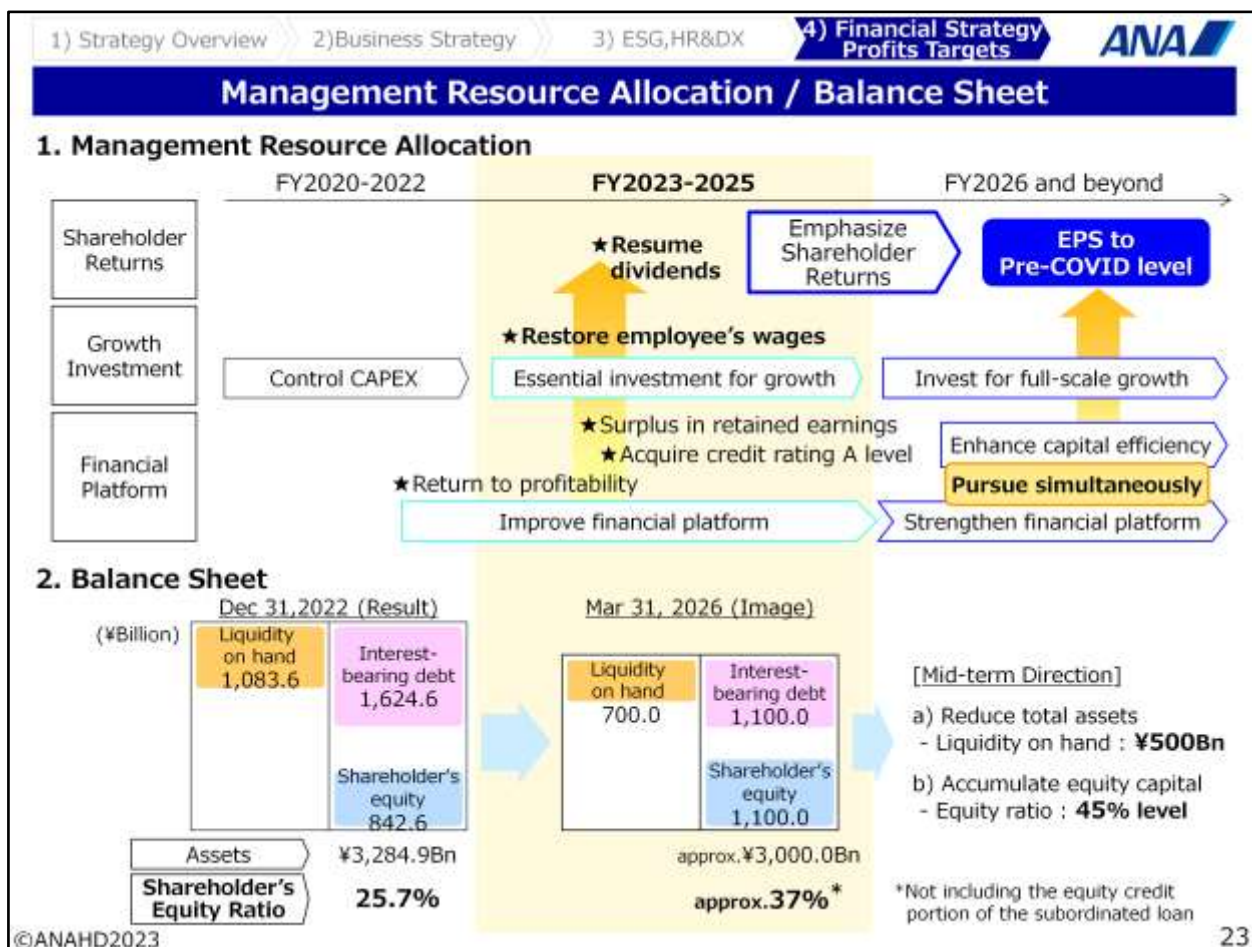 1) Strategy Overview
2)Business Strategy
3) ESG,HR&DX
4) Financial Strategy
Profits Targets
ANA
Management Resource Allocation / Balance Sheet
1. Management Resource Allocation
FY2020-2022
FY2023-2025
FY2026 and beyond
Shareholder
Returns
★Resume
dividends
Emphasize
Shareholder
Returns
EPS to
Pre-COVID level
Growth
Investment
★Restore employee's wages
Control CAPEX
Essential investment for growth
Invest for full-scale growth
Financial
Platform
★Surplus in retained earnings
★Acquire credit rating A level
★Return to profitability
Improve financial platform
Enhance capital efficiency
Pursue simultaneously
Strengthen financial platform
2. Balance Sheet
(¥Billion)
Dec 31,2022 (Result)
Liquidity
on hand
1,083.6
Interest-
bearing debt
1,624.6
Shareholder's
equity
842.6
Mar 31, 2026 (Image)
Liquidity
on hand
700.0
Interest-
bearing debt
1,100.0
Shareholder's
equity
1,100.0
[Mid-term Direction]
a) Reduce total assets
- Liquidity on hand : ¥500Bn
b) Accumulate equity capital
- Equity ratio : 45% level
Assets
¥3,284.9Bn
approx.¥3,000.0Bn
Shareholder's
Equity Ratio
25.7%
approx.37%*
*Not including the equity credit
portion of the subordinated loan
©ANAHD2023
23